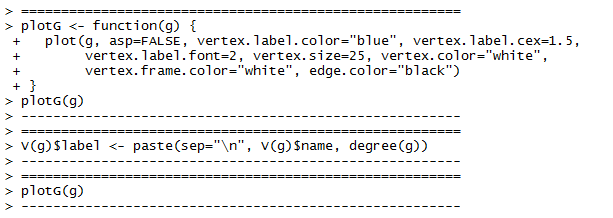 > =======================================================
> plotG <- function(g) {
+   plot(g, asp=FALSE, vertex.label.color="blue", vertex.label.cex=1.5,
+        vertex.label.font=2, vertex.size=25, vertex.color="white",
+        vertex.frame.color="white", edge.color="black")
+ }
> plotG(g)
> -------------------------------------------------------
> =======================================================
> V(g)$label <- paste(sep="\n", V(g)$name, degree(g))
> -------------------------------------------------------
> =======================================================
> plotG(g)
> -------------------------------------------------------